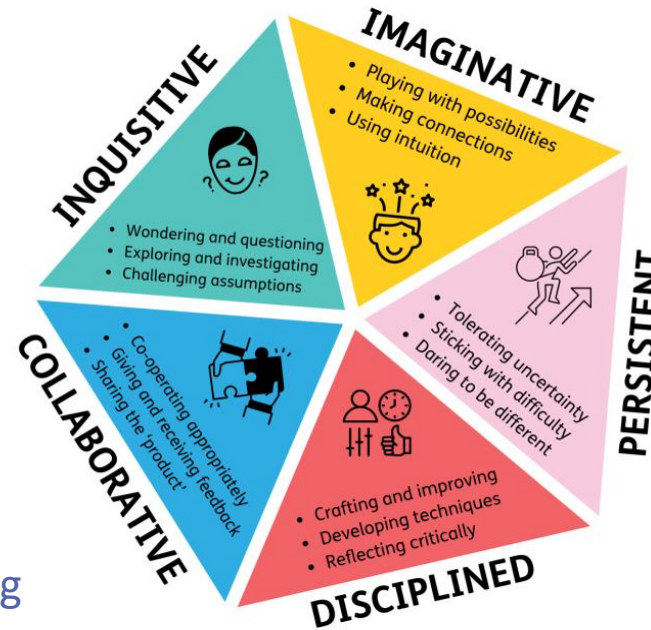 INQUISITIVE
• Wondering and questioning
• Exploring and investigating
• Challenging assumptions
IMAGINATIVE
• Playing with possibilities
• Making connections
• Using intuition
PERSISTENT
• Tolerating uncertainty
• Sticking with difficulty
• Daring to be different
DISCIPLINED
• Crafting and improving
• Developing techniques
• Reflecting critically
COLLABORATIVE
• Co-operating appropriately
• Giving and receiving feedback
• Sharing the 'product'
g